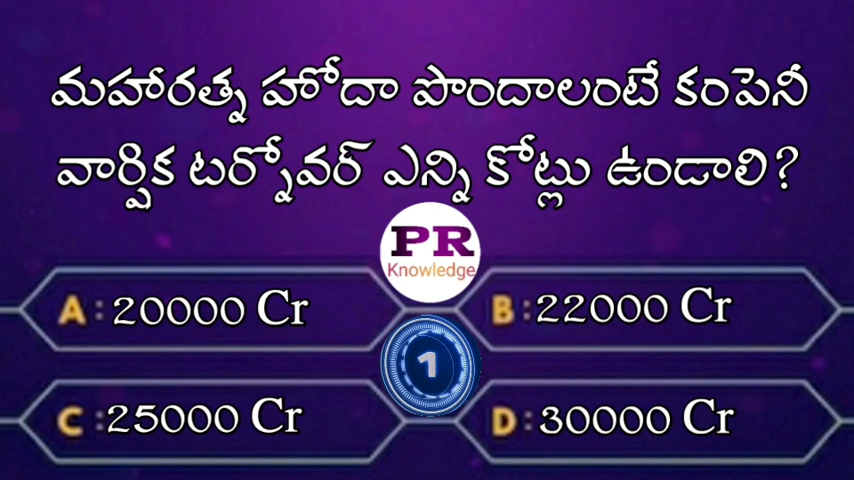 మహారత్న హోదా పొందాలంటే కంపెనీ
వార్షిక టర్నోవర్ ఎన్ని కోట్లు ఉండాలి?
PR
Knowledge
A : 20000 Cr
B : 22000 Cr
1
C : 25000 Cr
D : 30000 Cr